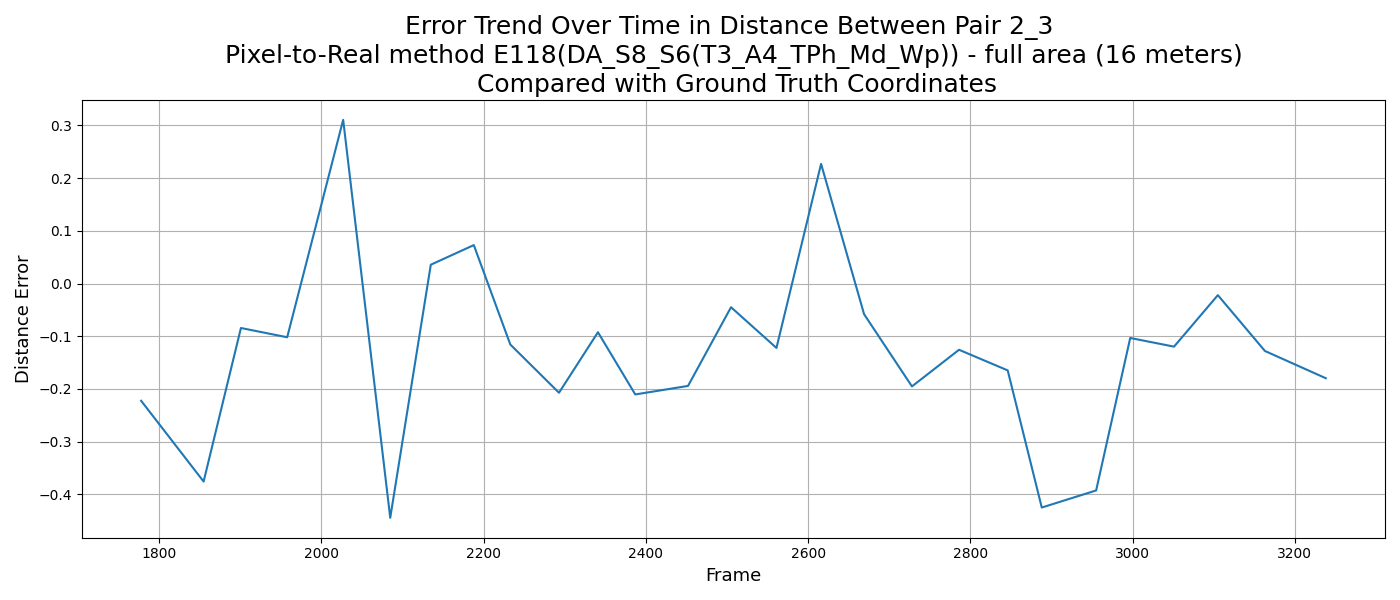 Error Trend Over Time in Distance Between Pair 2_3
Pixel-to-Real method E118(DA_S8_S6(T3_A4_TPh_Md_Wp)) - full area (16 meters)
Compared with Ground Truth Coordinates
Distance Error
0.3
0.2
0.1
0.0
−0.1
−0.2
−0.3
−0.4
1800 2000 2200 2400 2600 2800 3000 3200
Frame